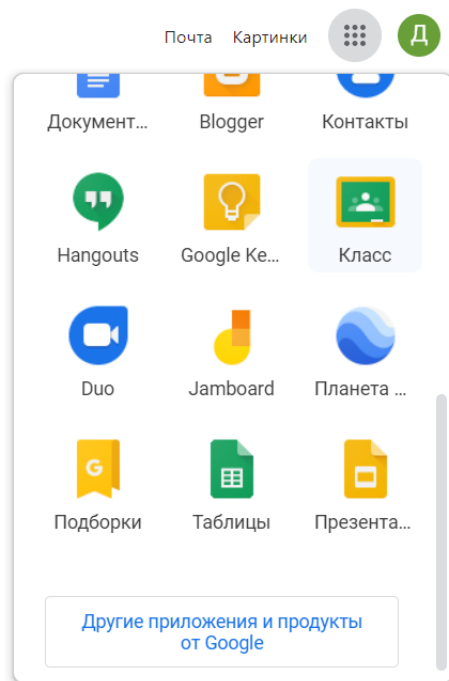 Почта Картинки Д
Документ... Blogger Контакты
Hangouts Google Ke... Класс
Duo Jamboard Планета ...
G
Подборки Таблицы Презента...
Другие приложения и продукты
от Google